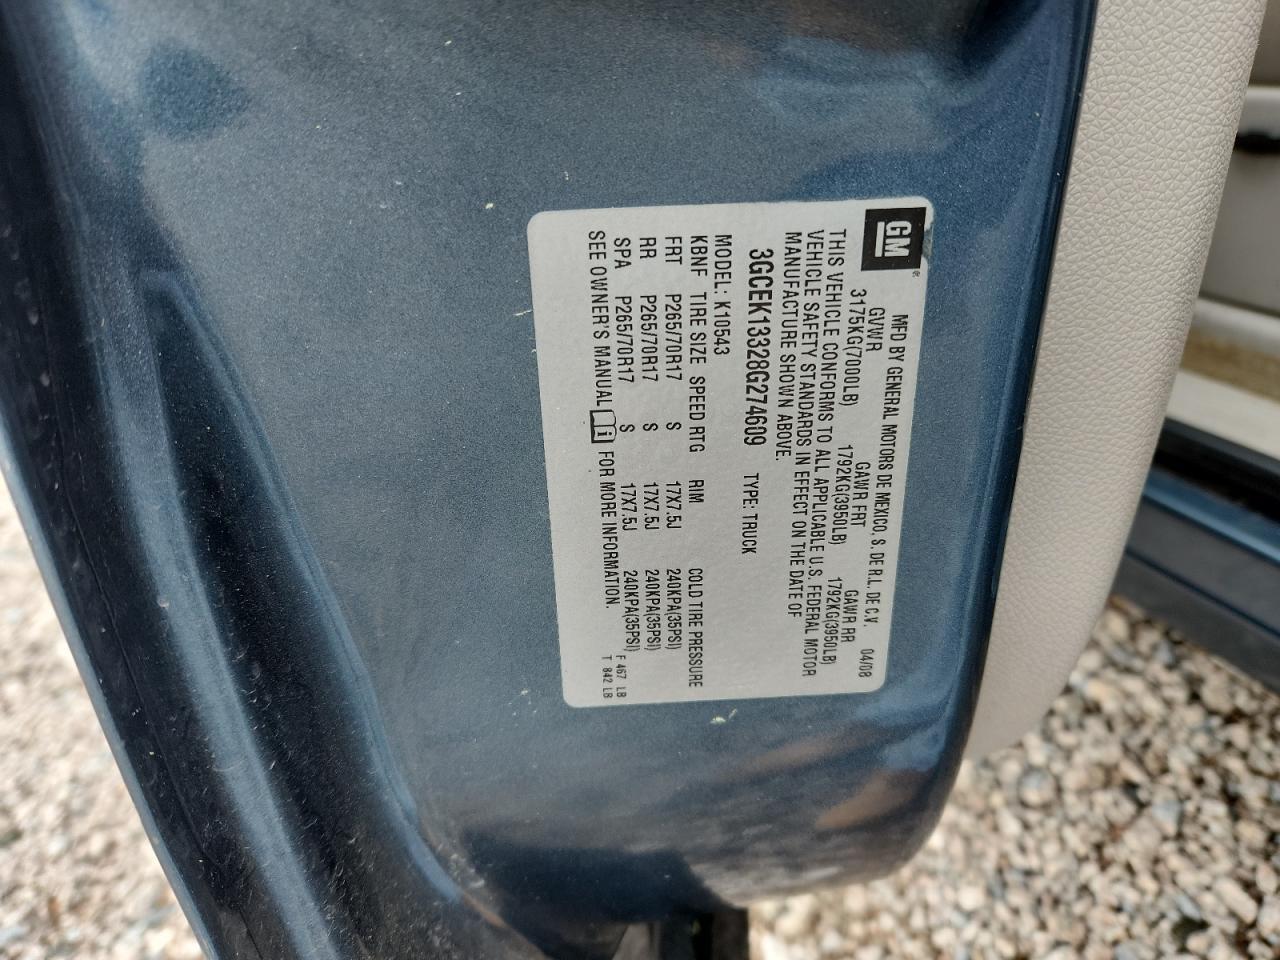 GM ®
MFD BY GENERAL MOTORS DE MEXICO, S. DE R.L. DE C.V. 04/08
GVWR GAWR FRT GAWR RR
3175KG(7000LB) 1792KG(3950LB) 1792KG(3950LB)
THIS VEHICLE CONFORMS TO ALL APPLICABLE U.S. FEDERAL MOTOR
VEHICLE SAFETY STANDARDS IN EFFECT ON THE DATE OF
MANUFACTURE SHOWN ABOVE.
3GCEK13328G274609 TYPE: TRUCK
MODEL: K10543
KBNF TIRE SIZE SPEED RTG RIM COLD TIRE PRESSURE
FRT P265/70R17 S 17X7.5J 240KPA(35PSI)
RR P265/70R17 S 17X7.5J 240KPA(35PSI)
SPA P265/70R17 S 17X7.5J 240KPA(35PSI)
SEE OWNER'S MANUAL i FOR MORE INFORMATION.
F 467 LB
T 842 LB